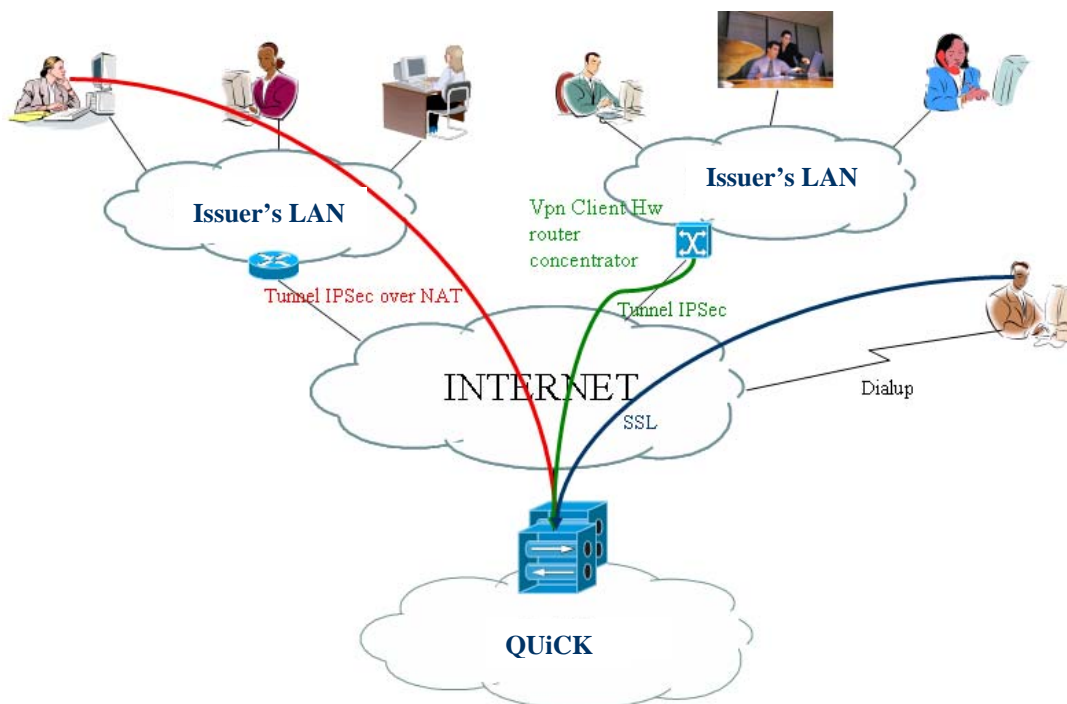 Issuer's LAN
Issuer's LAN
Vpn Client Hw
router
concentrator
Tunnel IPSec over NAT
Tunnel IPSec
INTERNET
Dialup
SSL
QUiCK